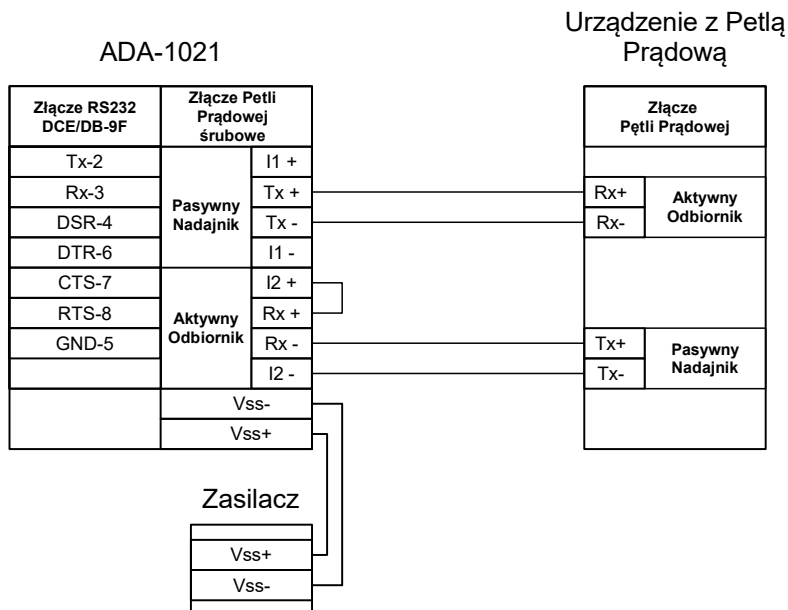 Urządzenie z Petlą
Prądową
ADA-1021
Złącze RS232
DCE/DB-9F
Złącze Petli
Prądowej
śrubowe
Złącze
Pętli Prądowej
Tx-2
I1 +
Rx-3
Pasywny
Nadajnik
Tx +
Rx+
Aktywny
Odbiornik
DSR-4
Tx -
Rx-
DTR-6
I1 -
CTS-7
I2 +
RTS-8
Aktywny
Odbiornik
Rx +
GND-5
Rx -
Tx+
Pasywny
Nadajnik
I2 -
Tx-
Vss-
Vss+
Zasilacz
Vss+
Vss-